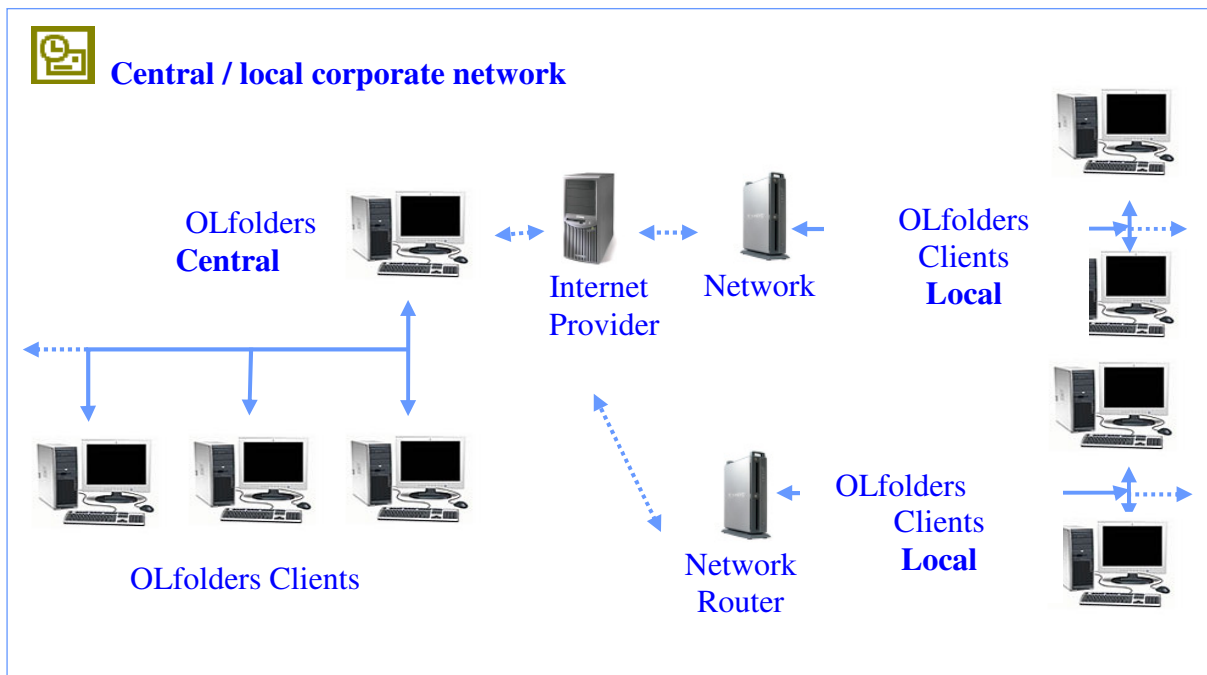 Central / local corporate network
OLfolders
Central
Internet
Provider
Network
OLfolders
Clients
Local
OLfolders Clients
Network
Router
OLfolders
Clients
Local